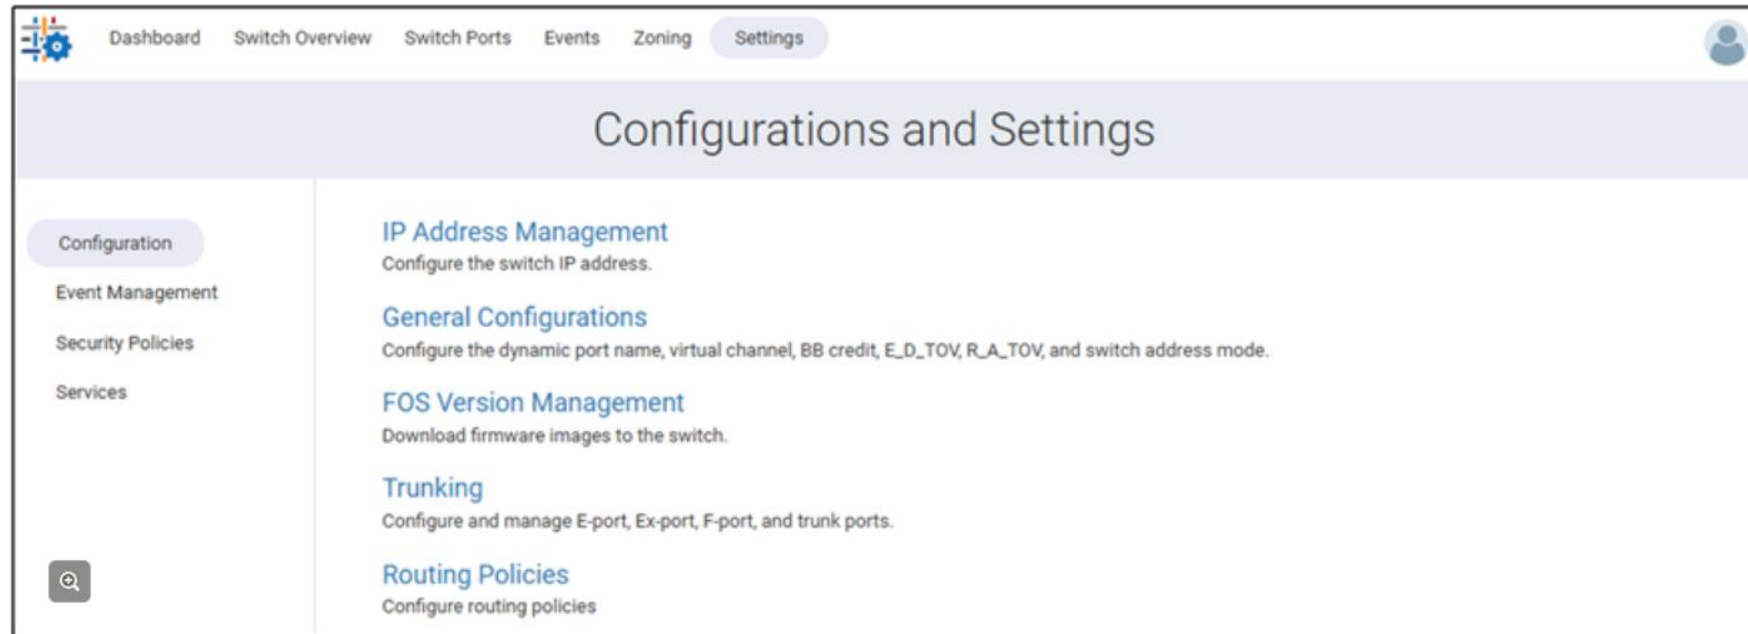 Dashboard Switch Overview Switch Ports Events Zoning Settings
Configurations and Settings
Configuration
Event Management
Security Policies
Services
IP Address Management
Configure the switch IP address.
General Configurations
Configure the dynamic port name, virtual channel, BB credit, E_D_TOV, R_A_TOV, and switch address mode.
FOS Version Management
Download firmware images to the switch.
Trunking
Configure and manage E-port, Ex-port, F-port, and trunk ports.
Routing Policies
Configure routing policies